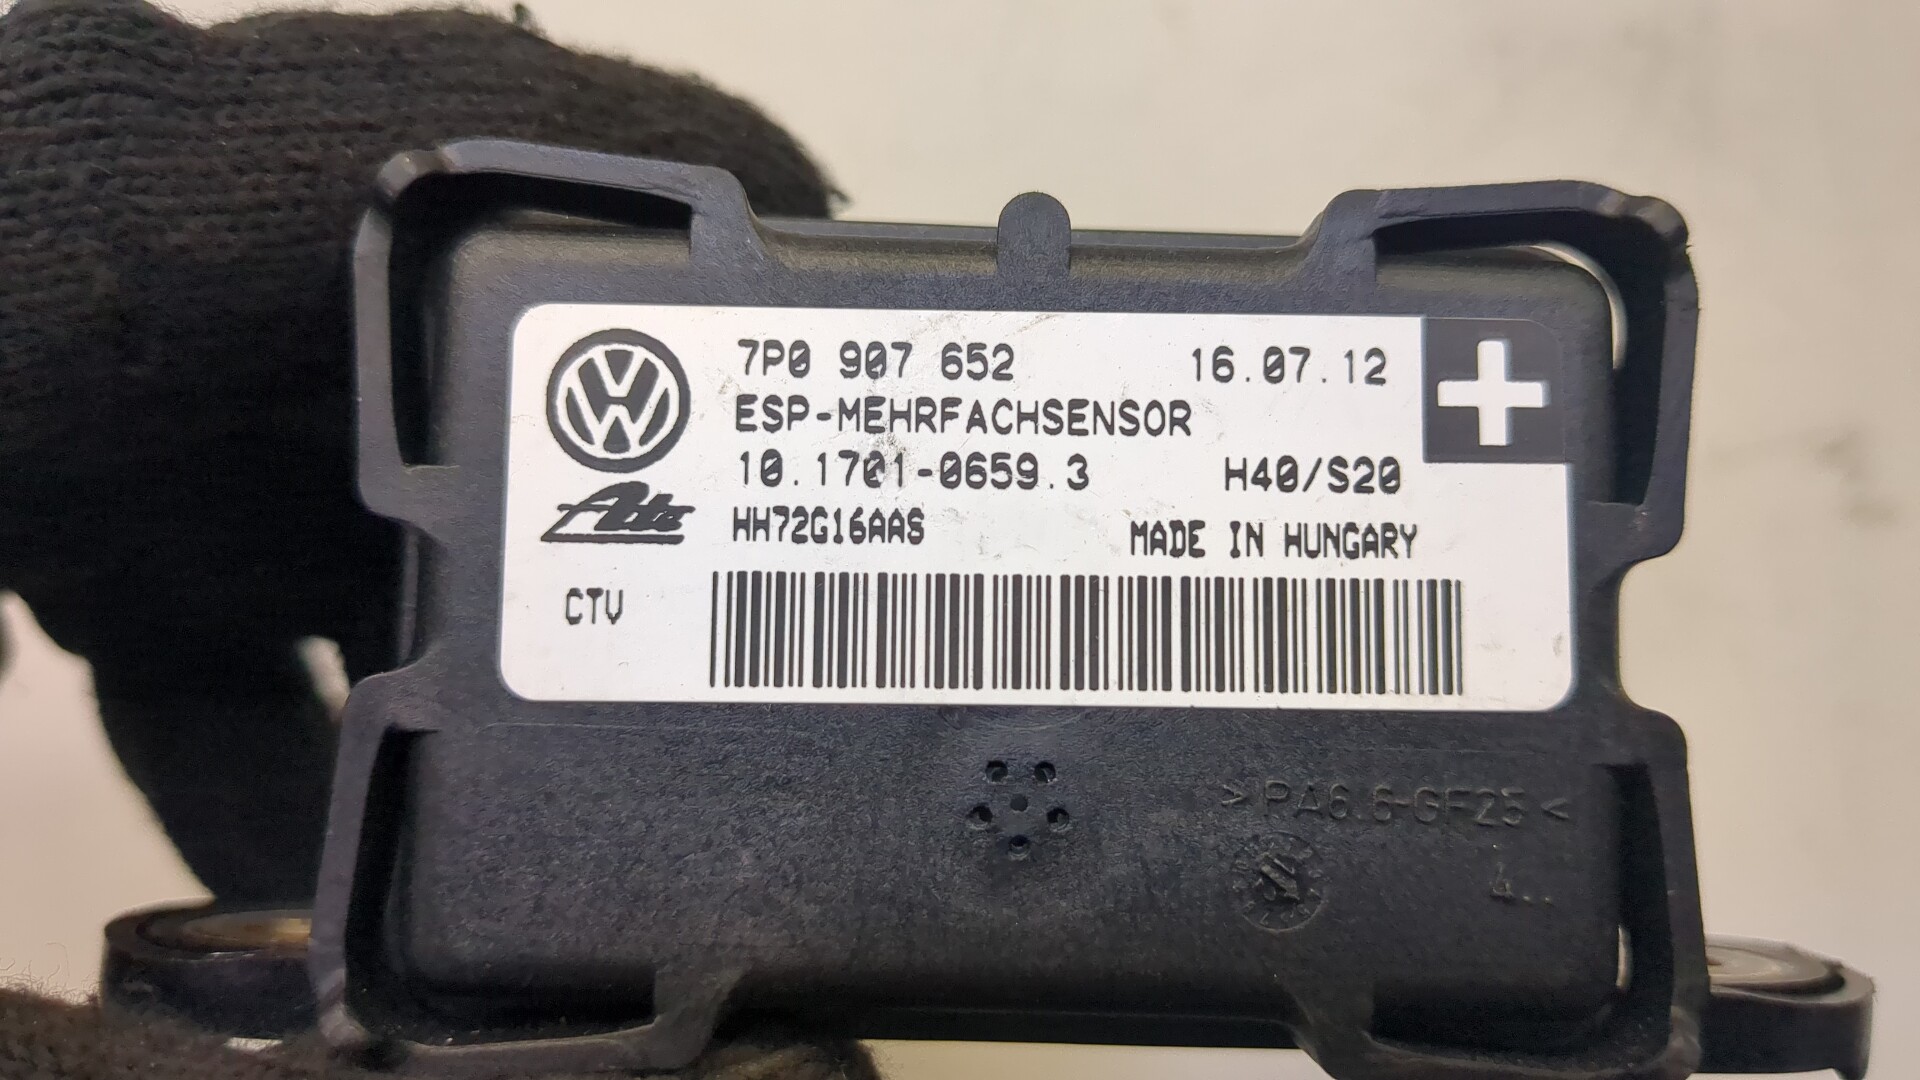 7P0 907 652 16.07.12
ESP-MEHRFACHSENSOR
10.1701-0659.3 H40/S20
Ate HH72G16AAS MADE IN HUNGARY
CTV
>PA6.6-GF25<
4..